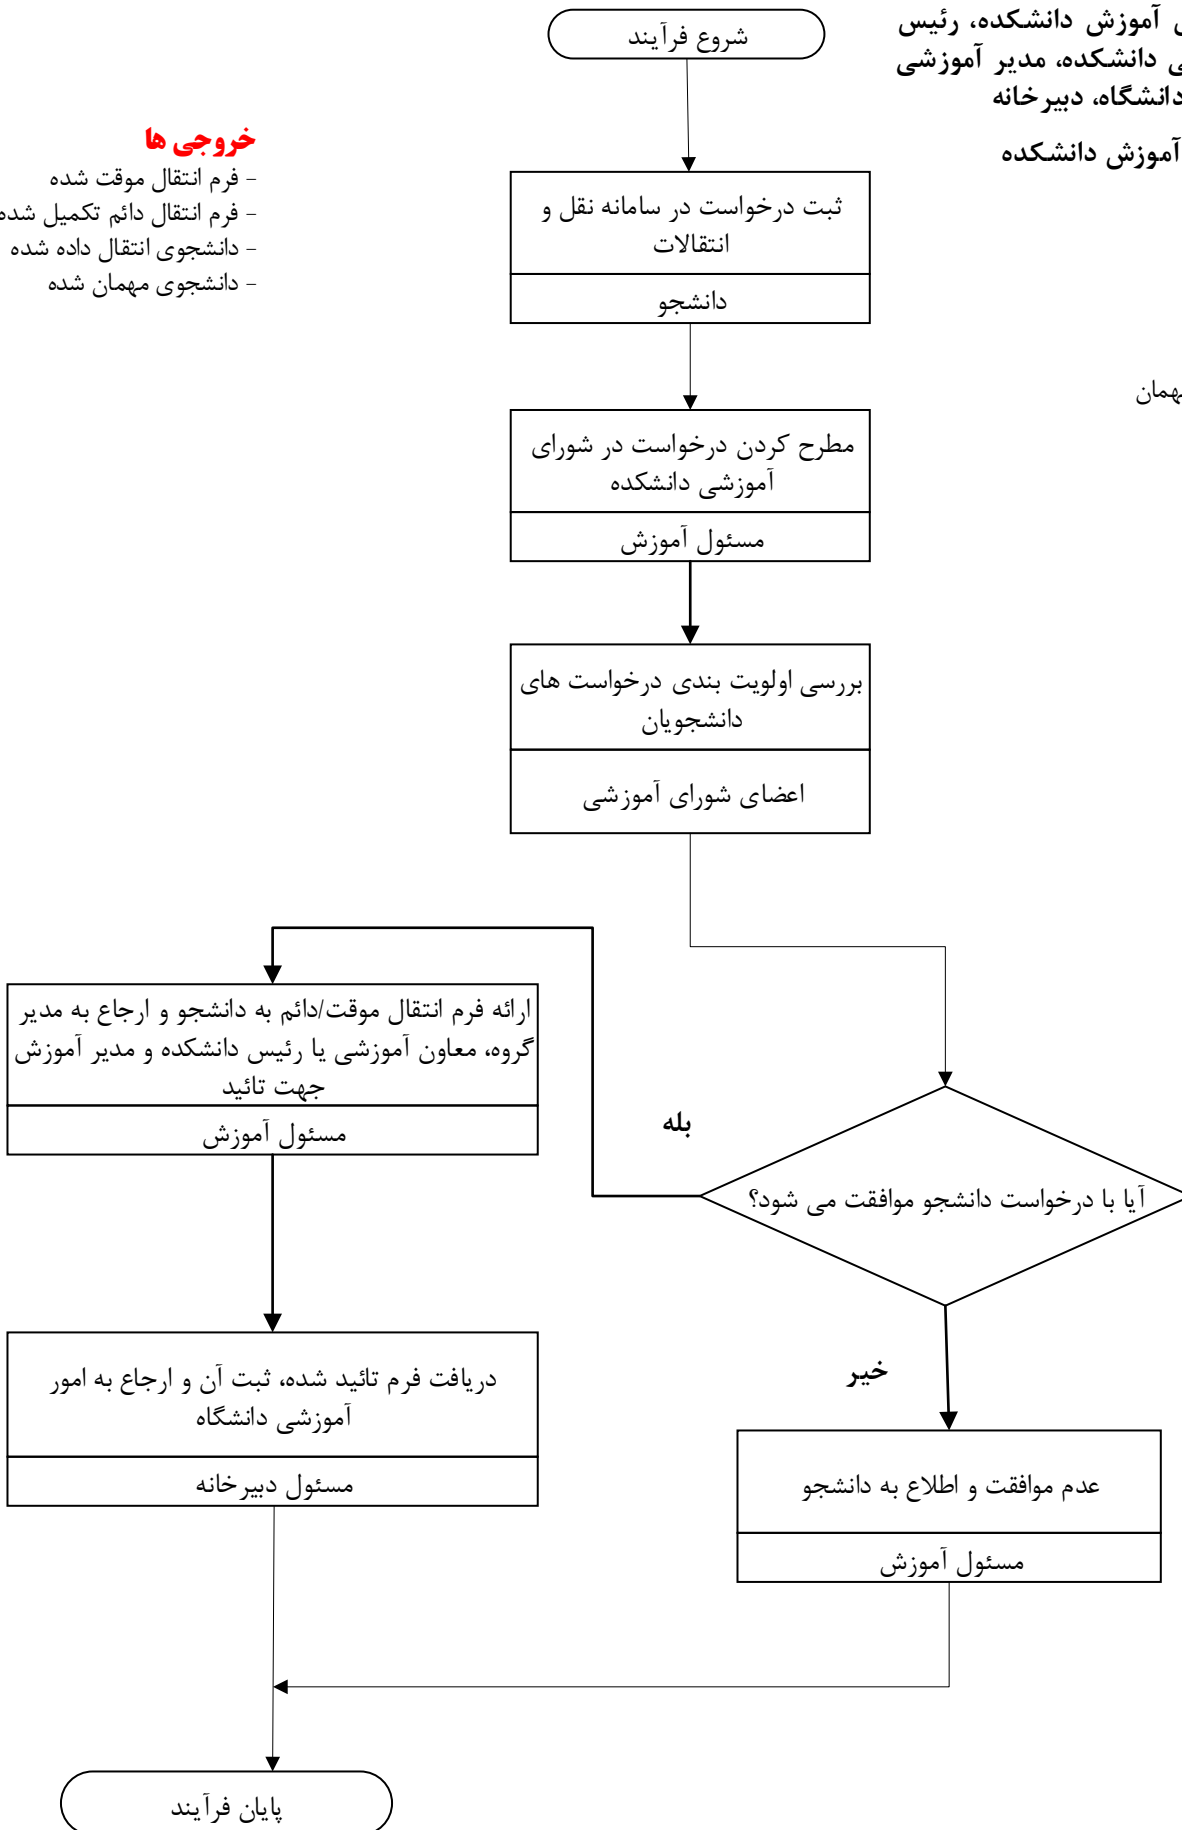 شروع فرآیند
آموزش دانشکده، رئیس
دانشکده، مدیر آموزشی
دانشگاه، دبیرخانه
آموزش دانشکده
خروجی ها
- فرم انتقال موقت شده
- فرم انتقال دائم تکمیل شده
- دانشجوی انتقال داده شده
- دانشجوی مهمان شده
ثبت درخواست در سامانه نقل و
انتقالات
دانشجو
مطرح کردن درخواست در شورای
آموزشی دانشکده
مسئول آموزش
بررسی اولویت بندی درخواست های
دانشجویان
اعضای شورای آموزشی
ارائه فرم انتقال موقت/دائم به دانشجو و ارجاع به مدیر
گروه، معاون آموزشی یا رئیس دانشکده و مدیر آموزش
جهت تائید
مسئول آموزش
بله
آیا با درخواست دانشجو موافقت می شود؟
خیر
دریافت فرم تائید شده، ثبت آن و ارجاع به امور
آموزشی دانشگاه
مسئول دبیرخانه
عدم موافقت و اطلاع به دانشجو
مسئول آموزش
پایان فرآیند